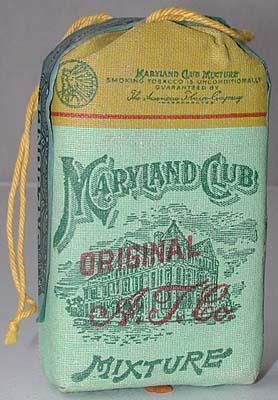 MARYLAND CLUB MIXTURE
SMOKING TOBACCO IS UNCONDITIONALLY
GUARANTEED BY
The American Tobacco Company
MARYLAND CLUB
ORIGINAL
A.T.Co.
MIXTURE